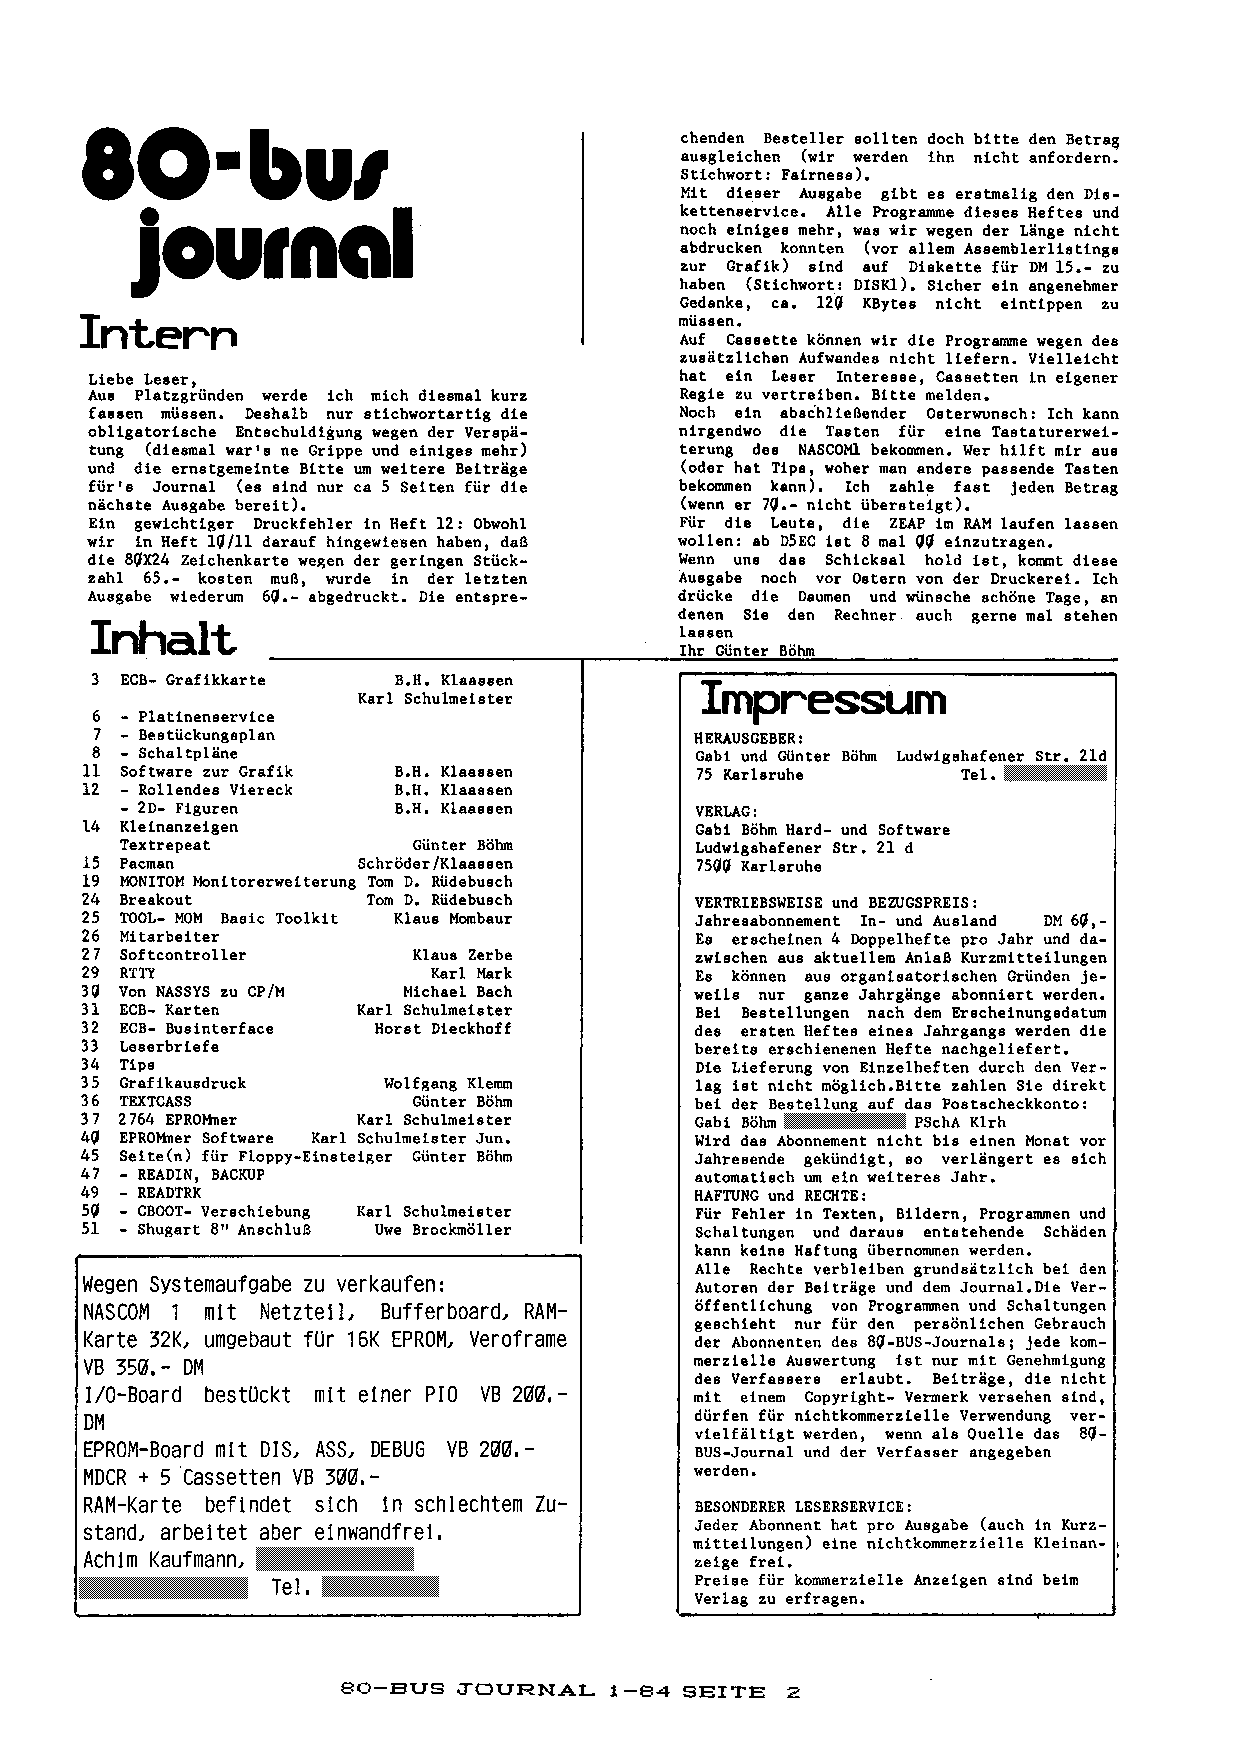 80-bus
journal
Intern
Liebe Leser,
Aus Platzgründen werde ich mich diesmal kurz
fassen müssen. Deshalb nur stichwortartig die
obligatorische Entschuldigung wegen der Verspä-
tung (diesmal war's ne Grippe und einiges mehr)
und die ernstgemeinte Bitte um weitere Beiträge
für's Journal (es sind nur ca 5 Seiten für die
nächste Ausgabe bereit).
Ein gewichtiger Druckfehler in Heft 12: Obwohl
wir in Heft 10/11 darauf hingewiesen haben, daß
die 80X24 Zeichenkarte wegen der geringen Stück-
zahl 65.- kosten muß, wurde in der letzten
Ausgabe wiederum 60.- abgedruckt. Die entspre-
chenden Besteller sollten doch bitte den Betrag
ausgleichen (wir werden ihn nicht anfordern.
Stichwort: Fairness).
Mit dieser Ausgabe gibt es erstmalig den Dis-
kettenservice. Alle Programme dieses Heftes und
noch einiges mehr, was wir wegen der Länge nicht
abdrucken konnten (vor allem Assemblerlistings
zur Grafik) sind auf Diskette für DM 15.- zu
haben (Stichwort: DISK1). Sicher ein angenehmer
Gedanke, ca. 120 KBytes nicht eintippen zu
müssen.
Auf Cassette können wir die Programme wegen des
zusätzlichen Aufwandes nicht liefern. Vielleicht
hat ein Leser Interesse, Cassetten in eigener
Regie zu vertreiben. Bitte melden.
Noch ein abschließender Osterwunsch: Ich kann
nirgendwo die Tasten für eine Tastaturerwei-
terung des NASCOM1 bekommen. Wer hilft mir aus
(oder hat Tips, woher man andere passende Tasten
bekommen kann). Ich zahle fast jeden Betrag
(wenn er 70.- nicht übersteigt).
Für die Leute, die ZEAP im RAM laufen lassen
wollen: ab D5EC ist 8 mal 00 einzutragen.
Wenn uns das Schicksal hold ist, kommt diese
Ausgabe noch vor Ostern von der Druckerei. Ich
drücke die Daumen und wünsche schöne Tage, an
denen Sie den Rechner auch gerne mal stehen
lassen
Ihr Günter Böhm
Inhalt
3 ECB- Grafikkarte B.H. Klaassen
Karl Schulmeister
6 - Platinenservice
7 - Bestückungsplan
8 - Schaltpläne
11 Software zur Grafik B.H. Klaassen
12 - Rollendes Viereck B.H. Klaassen
- 2D- Figuren B.H. Klaassen
14 Kleinanzeigen
Textrepeat Günter Böhm
15 Pacman Schröder/Klaassen
19 MONITOM Monitorerweiterung Tom D. Rüdebusch
24 Breakout Tom D. Rüdebusch
25 TOOL- MOM Basic Toolkit Klaus Mombaur
26 Mitarbeiter
27 Softcontroller Klaus Zerbe
29 RTTY Karl Mark
30 Von NASSYS zu CP/M Michael Bach
31 ECB- Karten Karl Schulmeister
32 ECB- Businterface Horst Dieckhoff
33 Leserbriefe
34 Tips
35 Grafikausdruck Wolfgang Klemm
36 TEXTCASS Günter Böhm
37 2764 EPROMmer Karl Schulmeister
40 EPROMmer Software Karl Schulmeister Jun.
45 Seite(n) für Floppy-Einsteiger Günter Böhm
47 - READIN, BACKUP
49 - READTRK
50 - CBOOT- Verschiebung Karl Schulmeister
51 - Shugart 8" Anschluß Uwe Brockmöller
Wegen Systemaufgabe zu verkaufen:
NASCOM 1 mit Netzteil, Bufferboard, RAM-
Karte 32K, umgebaut für 16K EPROM, Veroframe
VB 350.- DM
I/O-Board bestückt mit einer PIO VB 200.-
DM
EPROM-Board mit DIS, ASS, DEBUG VB 200.-
MDCR + 5 Cassetten VB 300.-
RAM-Karte befindet sich in schlechtem Zu-
stand, arbeitet aber einwandfrei.
Achim Kaufmann,
Tel.
Impressum
HERAUSGEBER:
Gabi und Günter Böhm Ludwigshafener Str. 21d
75 Karlsruhe Tel.
VERLAG:
Gabi Böhm Hard- und Software
Ludwigshafener Str. 21 d
7500 Karlsruhe
VERTRIEBSWEISE und BEZUGSPREIS:
Jahresabonnement In- und Ausland DM 60,-
Es erscheinen 4 Doppelhefte pro Jahr und da-
zwischen aus aktuellem Anlaß Kurzmitteilungen
Es können aus organisatorischen Gründen je-
weils nur ganze Jahrgänge abonniert werden.
Bei Bestellungen nach dem Erscheinungsdatum
des ersten Heftes eines Jahrgangs werden die
bereits erschienenen Hefte nachgeliefert.
Die Lieferung von Einzelheften durch den Ver-
lag ist nicht möglich.Bitte zahlen Sie direkt
bei der Bestellung auf das Postscheckkonto:
Gabi Böhm PSchA Klrh
Wird das Abonnement nicht bis einen Monat vor
Jahresende gekündigt, so verlängert es sich
automatisch um ein weiteres Jahr.
HAFTUNG und RECHTE:
Für Fehler in Texten, Bildern, Programmen und
Schaltungen und daraus entstehende Schäden
kann keine Haftung übernommen werden.
Alle Rechte verbleiben grundsätzlich bei den
Autoren der Beiträge und dem Journal.Die Ver-
öffentlichung von Programmen und Schaltungen
geschieht nur für den persönlichen Gebrauch
der Abonnenten des 80-BUS-Journals; jede kom-
merzielle Auswertung ist nur mit Genehmigung
des Verfassers erlaubt. Beiträge, die nicht
mit einem Copyright- Vermerk versehen sind,
dürfen für nichtkommerzielle Verwendung ver-
vielfältigt werden, wenn als Quelle das 80-
BUS-Journal und der Verfasser angegeben
werden.
BESONDERER LESERSERVICE:
Jeder Abonnent hat pro Ausgabe (auch in Kurz-
mitteilungen) eine nichtkommerzielle Kleinan-
zeige frei.
Preise für kommerzielle Anzeigen sind beim
Verlag zu erfragen.
80-BUS JOURNAL 1-84 SEITE 2